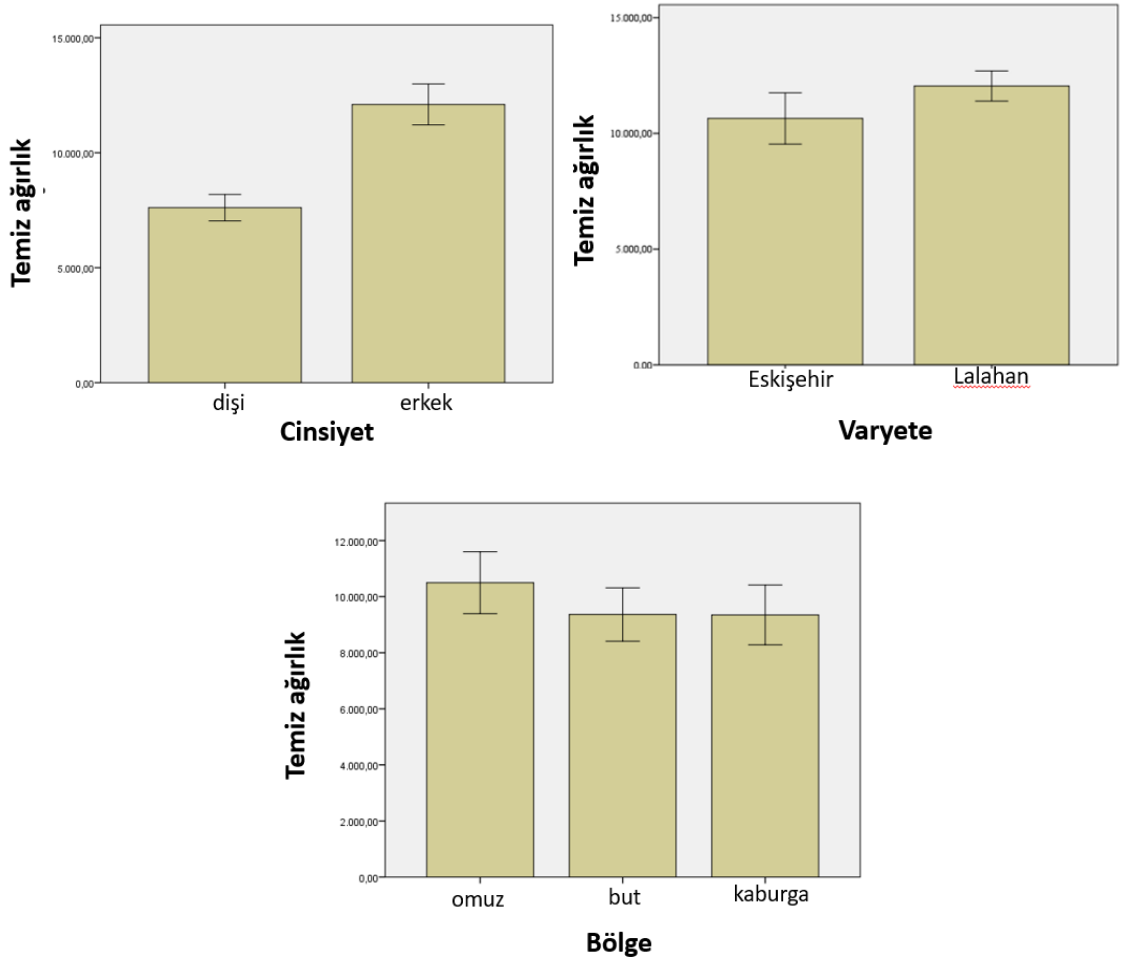 15.000,00
10.000,00
5.000,00
0,00
Temiz ağırlık
dişi erkek
Cinsiyet
15.000,00
10.000,00
5.000,00
0,00
Temiz ağırlık
Eskişehir Lalahan
Varyete
12.000,00
10.000,00
8.000,00
6.000,00
4.000,00
2.000,00
0,00
Temiz ağırlık
omuz but kaburga
Bölge